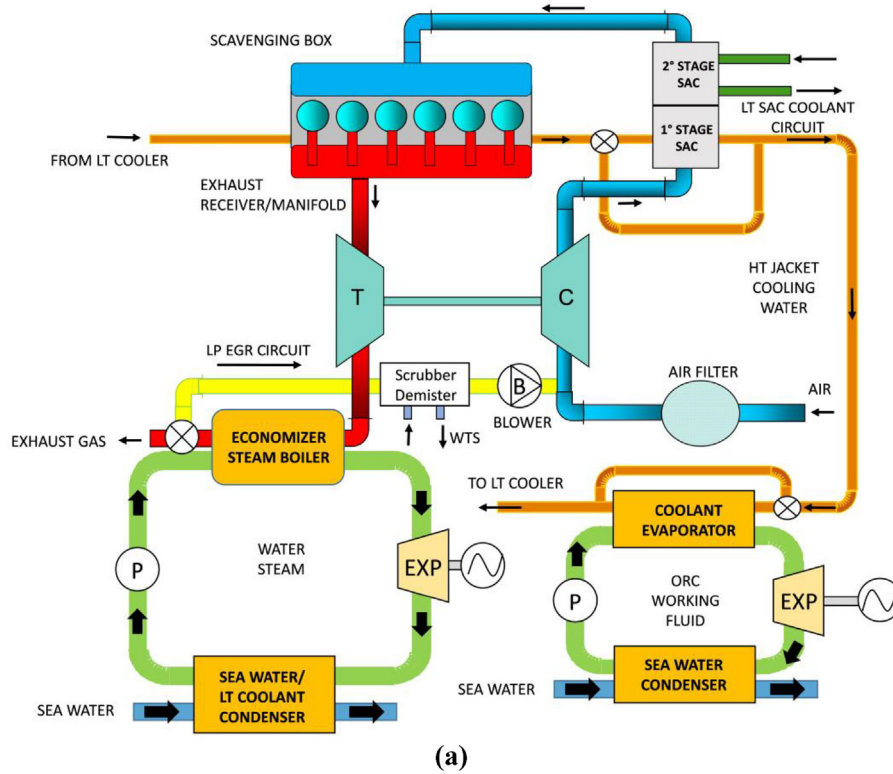 SCAVENGING BOX
2° STAGE
SAC
1° STAGE
SAC
LT SAC COOLANT
CIRCUIT
FROM LT COOLER
EXHAUST
RECEIVER/MANIFOLD
HT JACKET
COOLING
WATER
T
C
LP EGR CIRCUIT
Scrubber
Demister
B
BLOWER
AIR FILTER
AIR
EXHAUST GAS
ECONOMIZER
STEAM BOILER
WTS
TO LT COOLER
COOLANT
EVAPORATOR
P
WATER
STEAM
EXP
P
ORC
WORKING
FLUID
EXP
SEA WATER/
LT COOLANT
CONDENSER
SEA WATER
SEA WATER
CONDENSER
SEA WATER
(a)